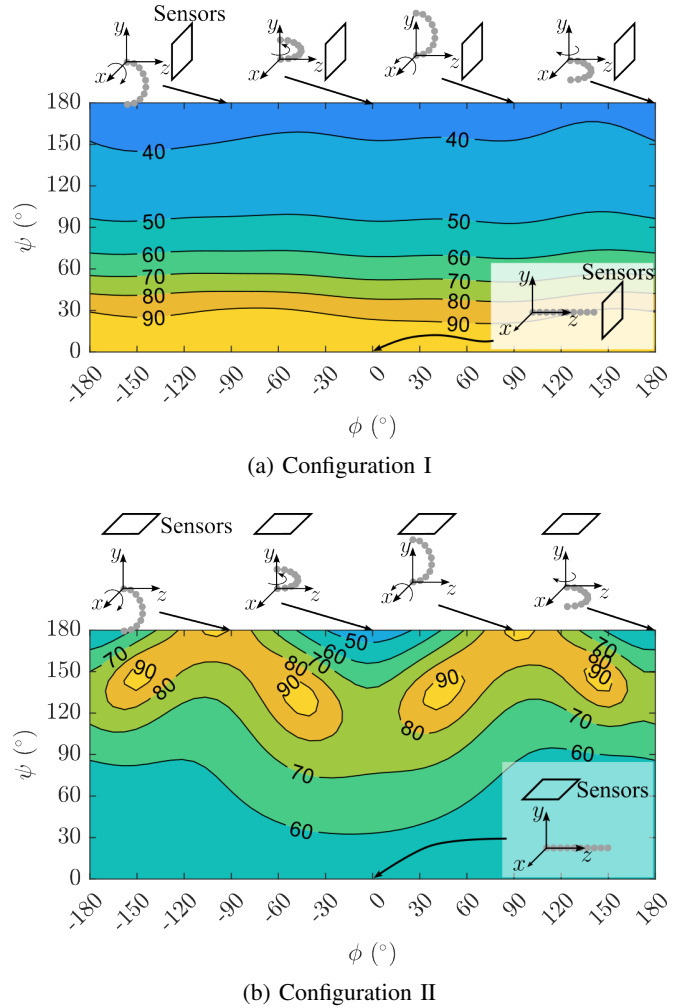 Sensors
y y y y
x z x z x z x z
180
150
120
90
60
30
0
ψ (°)
40 40
50 50
60 60
70 70
80 80
90 90
Sensors
y
x z
-180 -150 -120 -90 -60 -30 0 30 60 90 120 150 180
ϕ (°)
(a) Configuration I
Sensors
y y y y
x z x z x z x z
180
150
120
90
60
30
0
ψ (°)
70 60 50 70
90 80 70 80 80
80 90 90 90
80 70
70 60
60
Sensors
y
x z
-180 -150 -120 -90 -60 -30 0 30 60 90 120 150 180
ϕ (°)
(b) Configuration II